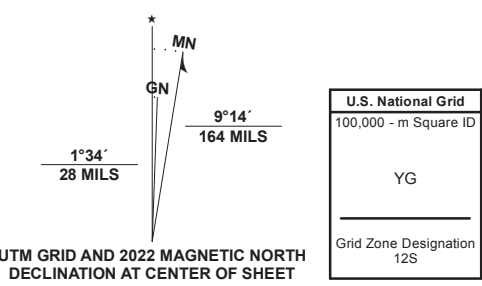 ★
MN
GN
9°14´
164 MILS
1°34´
28 MILS
UTM GRID AND 2022 MAGNETIC NORTH
DECLINATION AT CENTER OF SHEET
U.S. National Grid
100,000 - m Square ID
YG
Grid Zone Designation
12S